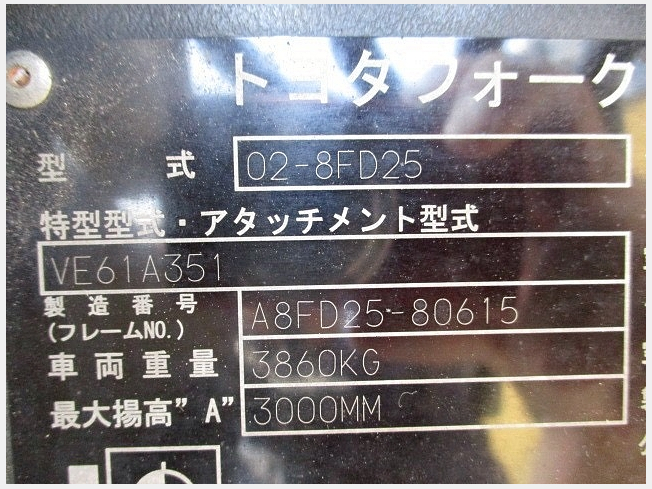 トヨタフォーク
型式 02-8FD25
特型型式・アタッチメント型式
VE61A351
製造番号 A8FD25-80615
(フレームNO.)
車両重量 3860KG
最大揚高"A" 3000MM